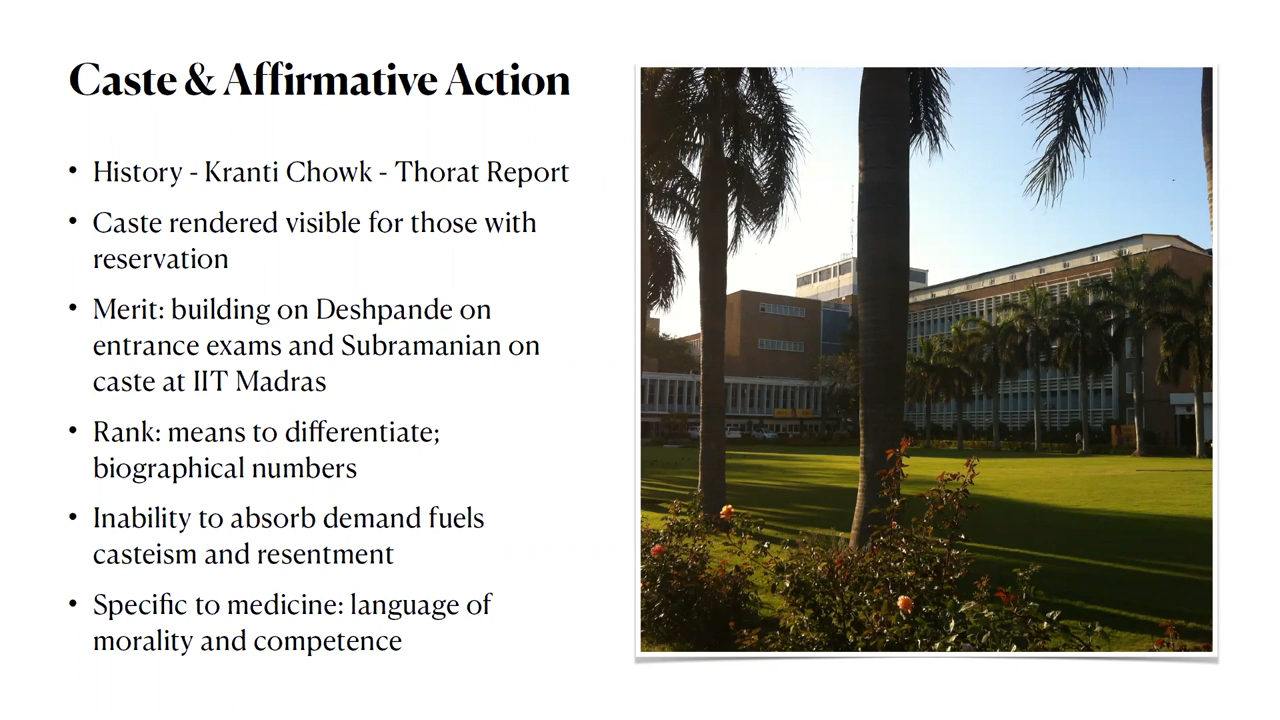 Caste & Affirmative Action
• History - Kranti Chowk - Thorat Report
• Caste rendered visible for those with
reservation
• Merit: building on Deshpande on
entrance exams and Subramanian on
caste at IIT Madras
• Rank: means to differentiate;
biographical numbers
• Inability to absorb demand fuels
casteism and resentment
• Specific to medicine: language of
morality and competence